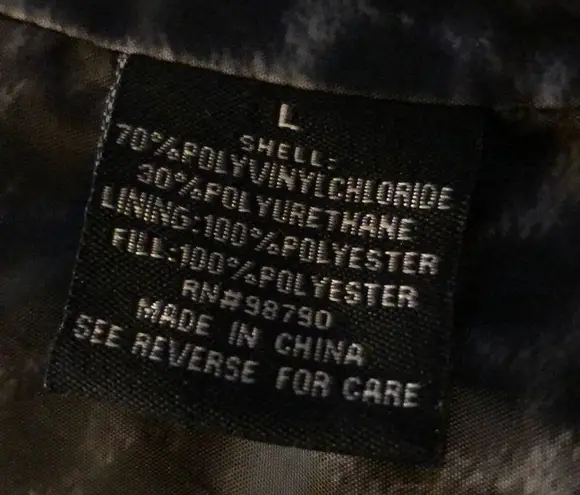 L
SHELL:
70%POLYVINYLCHLORIDE
30%POLYURETHANE
LINING:100%POLYESTER
FILL:100%POLYESTER
RN#98790
MADE IN CHINA
SEE REVERSE FOR CARE